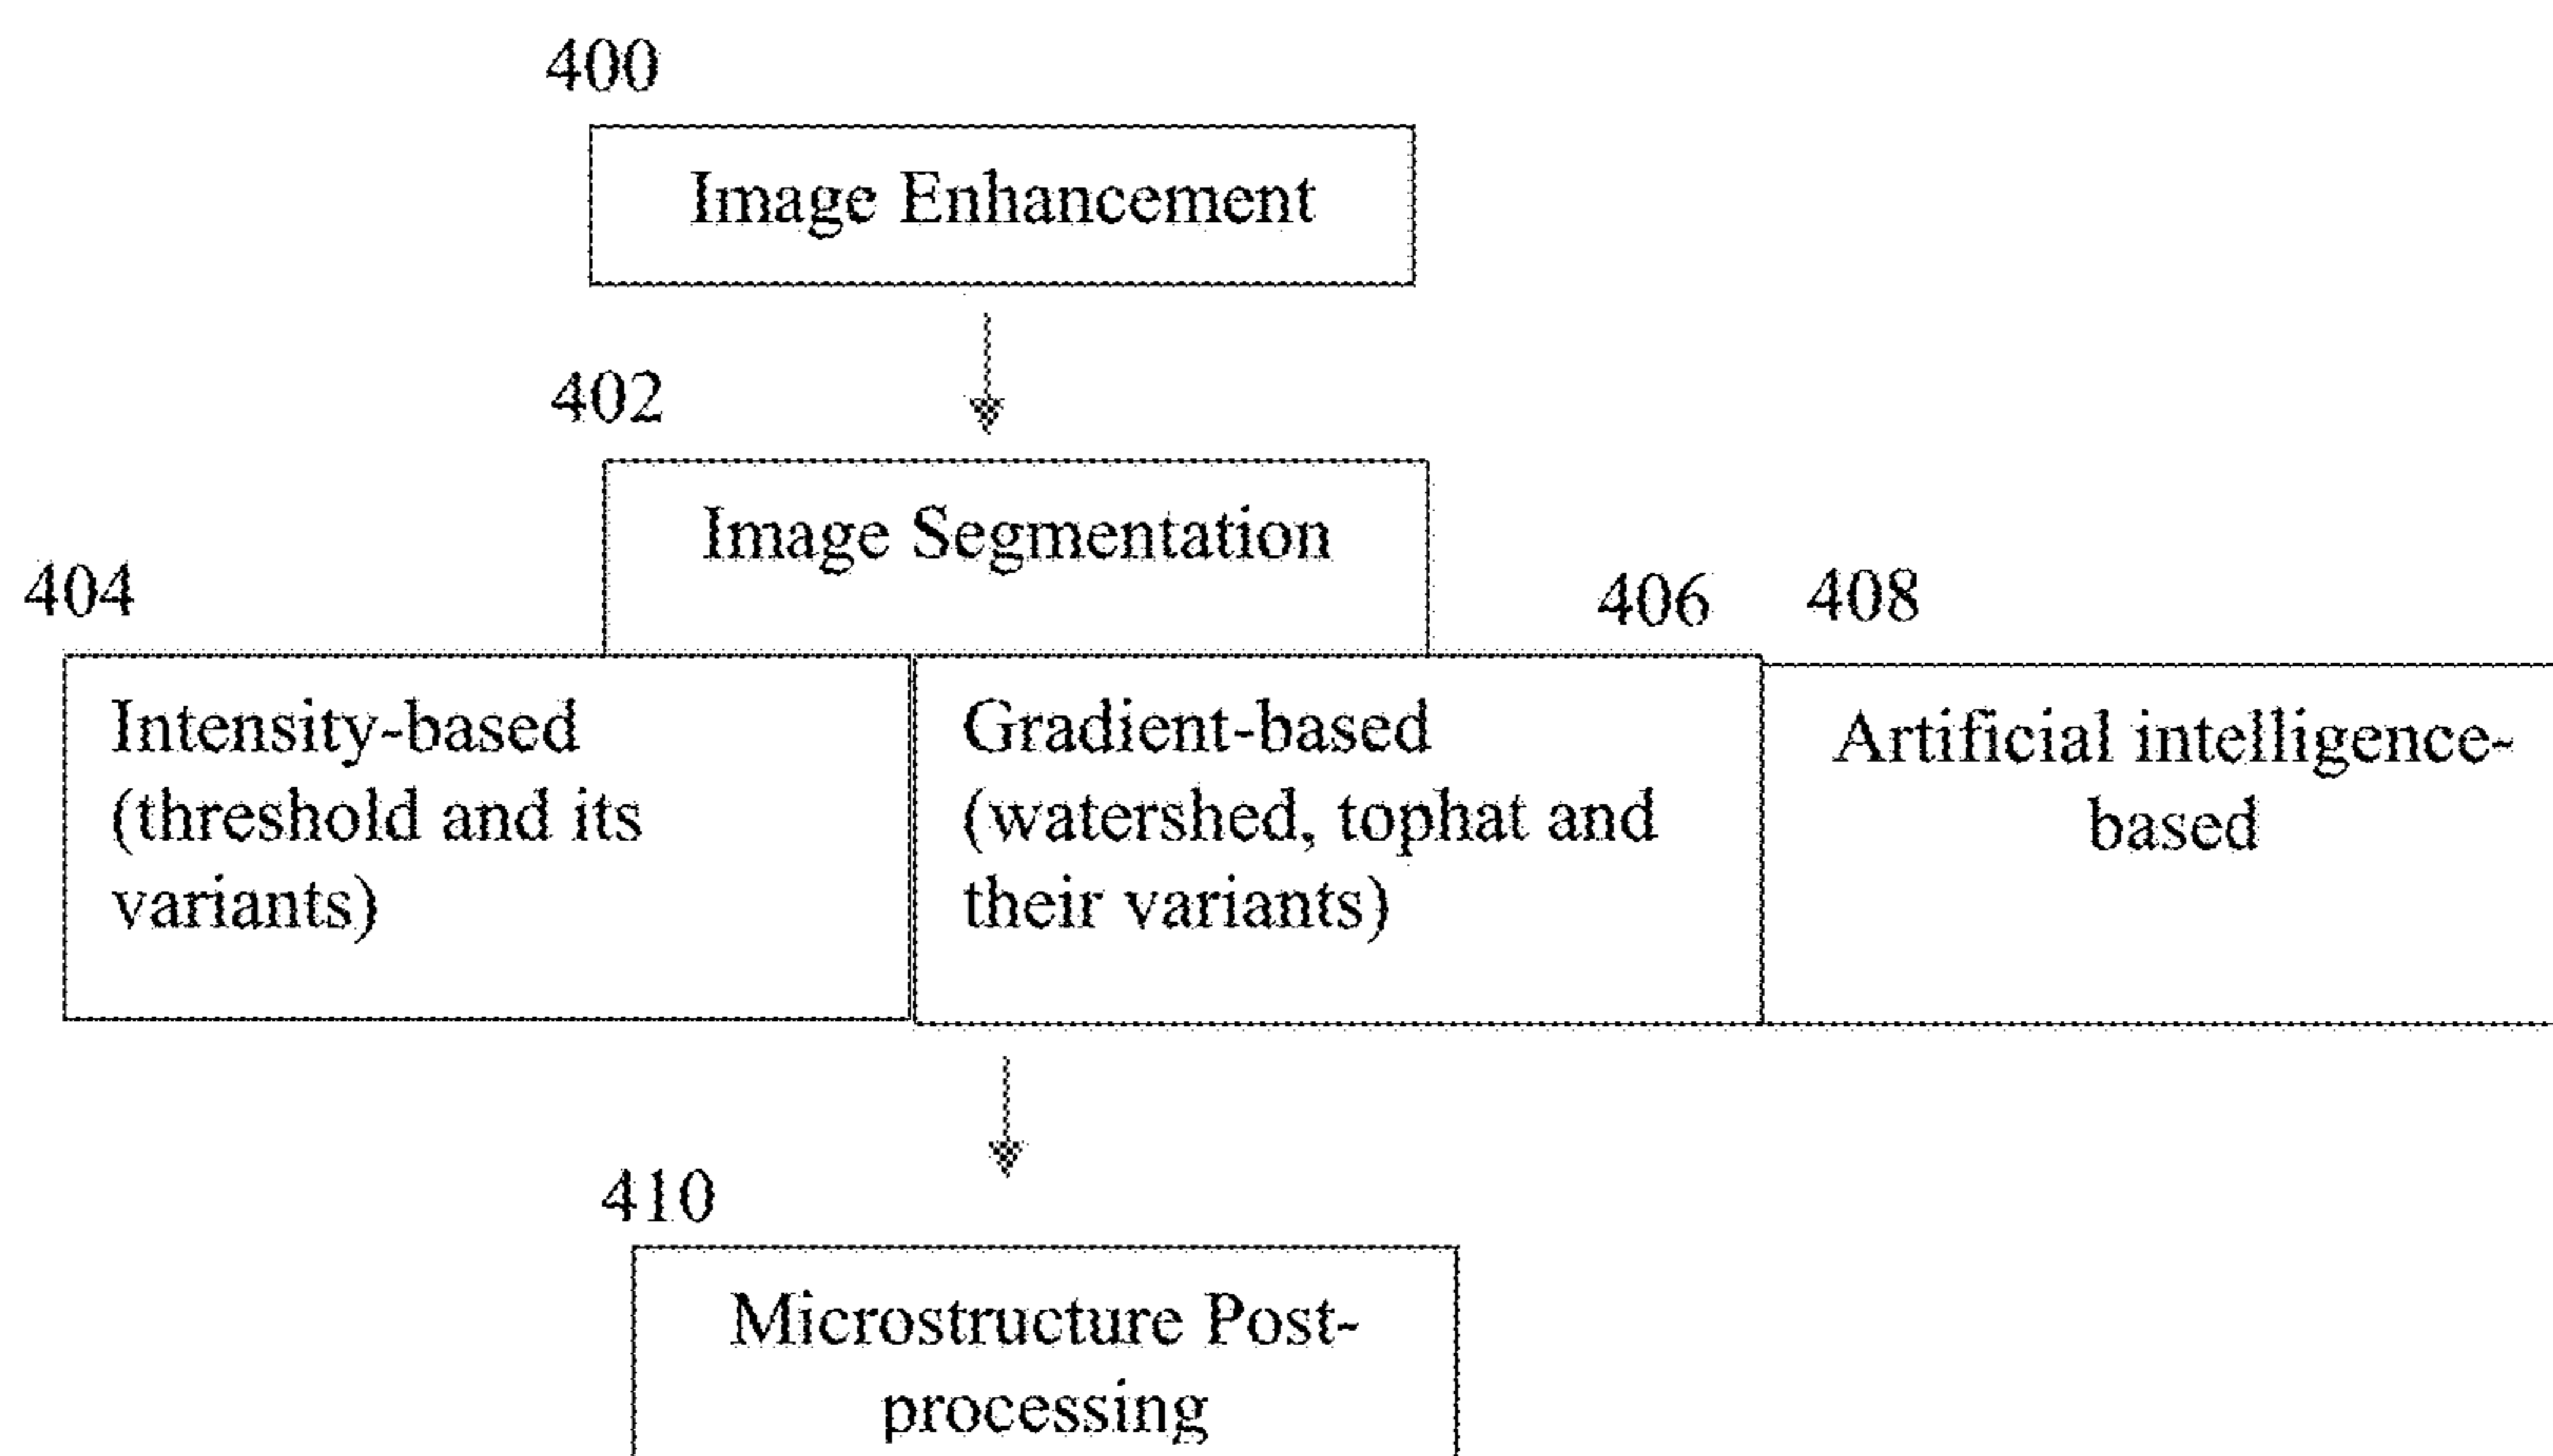 400
Image Enhancement
402
Image Segmentation
404
406
408
Intensity-based
(threshold and its
variants)
Gradient-based
(watershed, tophat and
their variants)
Artificial intelligence-
based
410
Microstructure Post-
processing